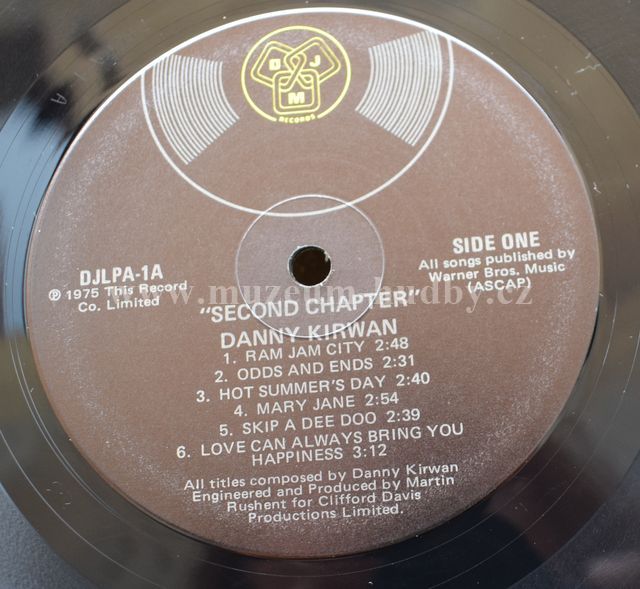 D J
M
RECORDS
DJLPA-1A
℗ 1975 This Record
Co. Limited
SIDE ONE
All songs published by
Warner Bros. Music
(ASCAP)
www.muzeum-hudby.cz
"SECOND CHAPTER"
DANNY KIRWAN
1. RAM JAM CITY 2:48
2. ODDS AND ENDS 2:31
3. HOT SUMMER'S DAY 2:40
4. MARY JANE 2:54
5. SKIP A DEE DOO 2:39
6. LOVE CAN ALWAYS BRING YOU
HAPPINESS 3:12
All titles composed by Danny Kirwan
Engineered and Produced by Martin
Rushent for Clifford Davis
Productions Limited.